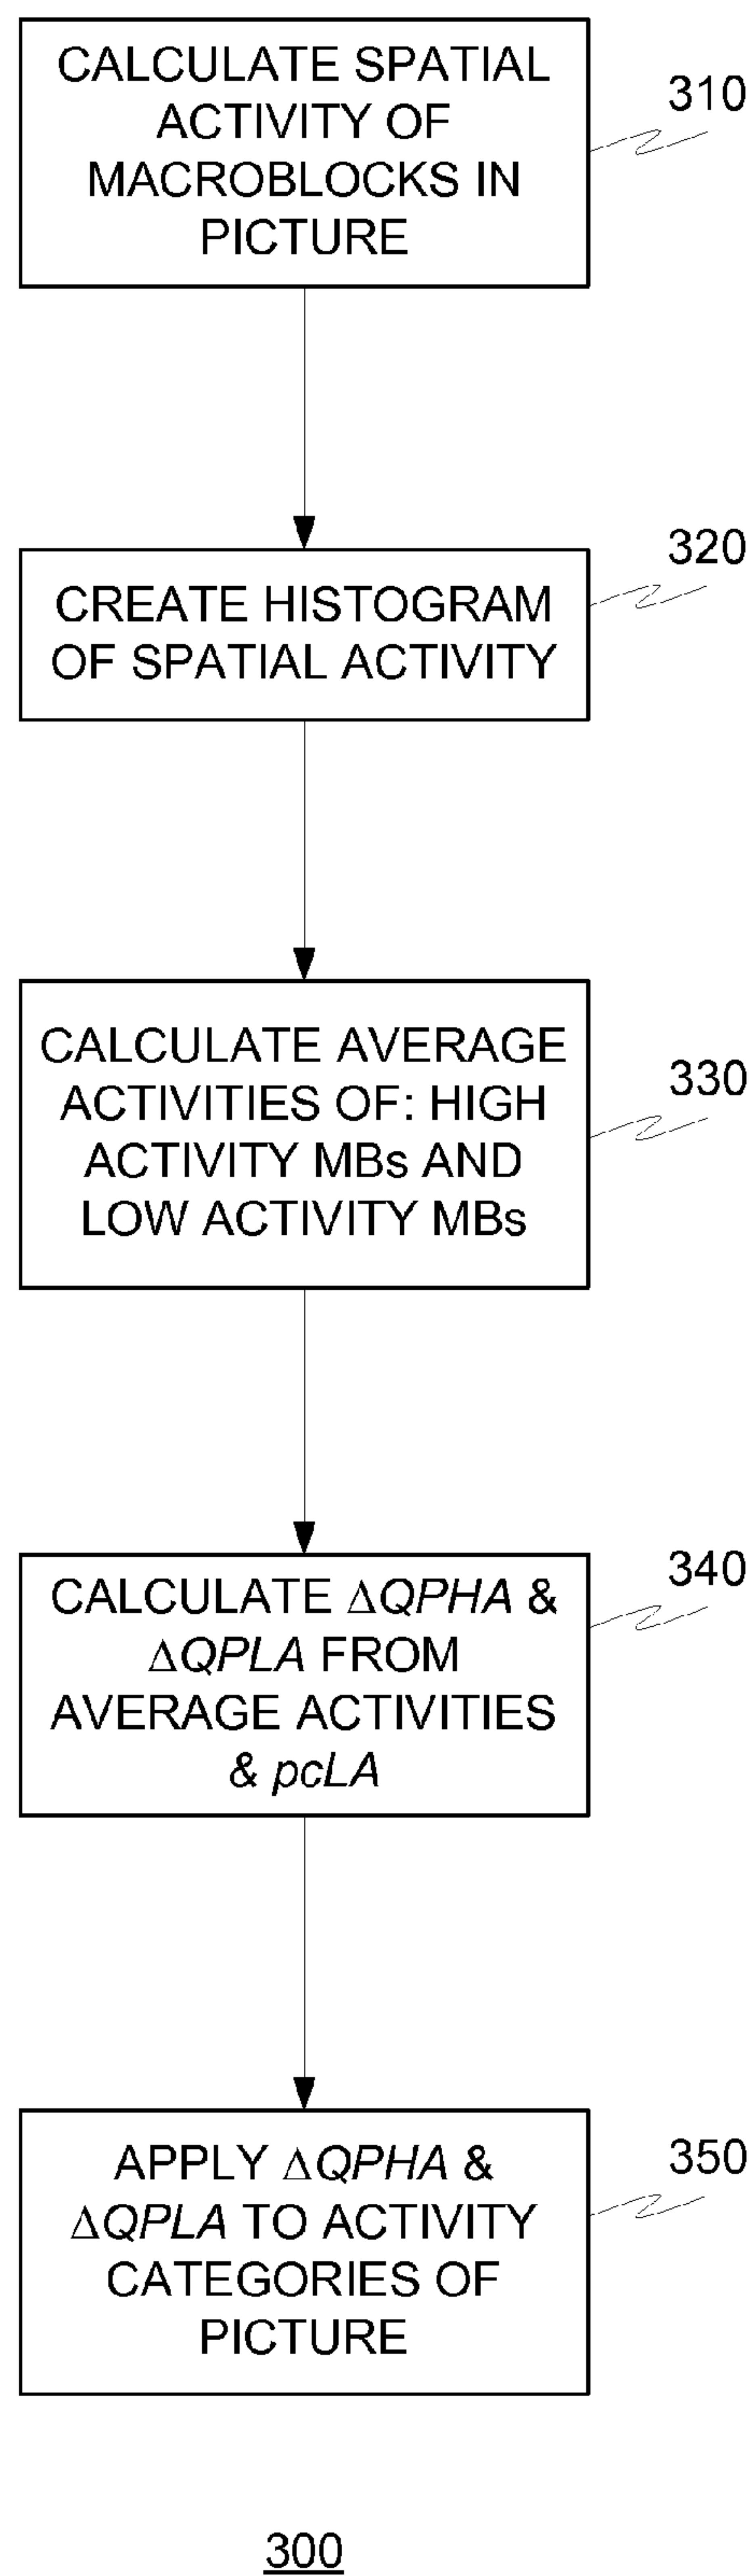 CALCULATE SPATIAL
ACTIVITY OF
MACROBLOCKS IN
PICTURE
310
CREATE HISTOGRAM
OF SPATIAL ACTIVITY
320
CALCULATE AVERAGE
ACTIVITIES OF: HIGH
ACTIVITY MBs AND
LOW ACTIVITY MBs
330
CALCULATE ΔQPHA &
ΔQPLA FROM
AVERAGE ACTIVITIES
& pcLA
340
APPLY ΔQPHA &
ΔQPLA TO ACTIVITY
CATEGORIES OF
PICTURE
350
300